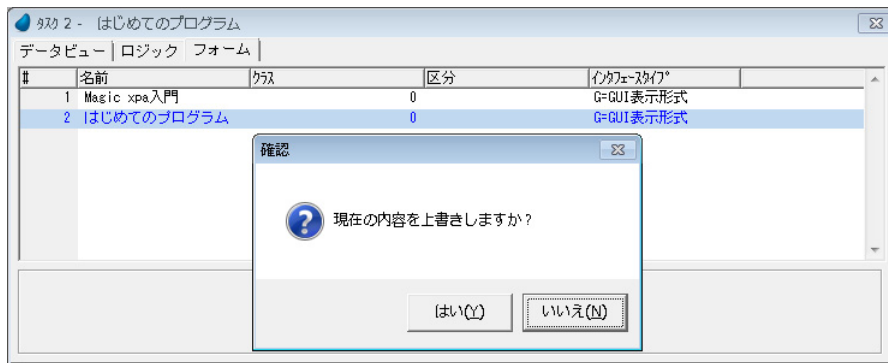 ﾀｽｸ 2 - はじめてのプログラム
データビュー ロジック フォーム
# 名前 ｸﾗｽ 区分 ｲﾝﾀﾌｪｰｽﾀｲﾌﾟ
1 Magic xpa入門 0 G=GUI表示形式
2 はじめてのプログラム 0 G=GUI表示形式
確認
現在の内容を上書きしますか?
はい(Y) いいえ(N)